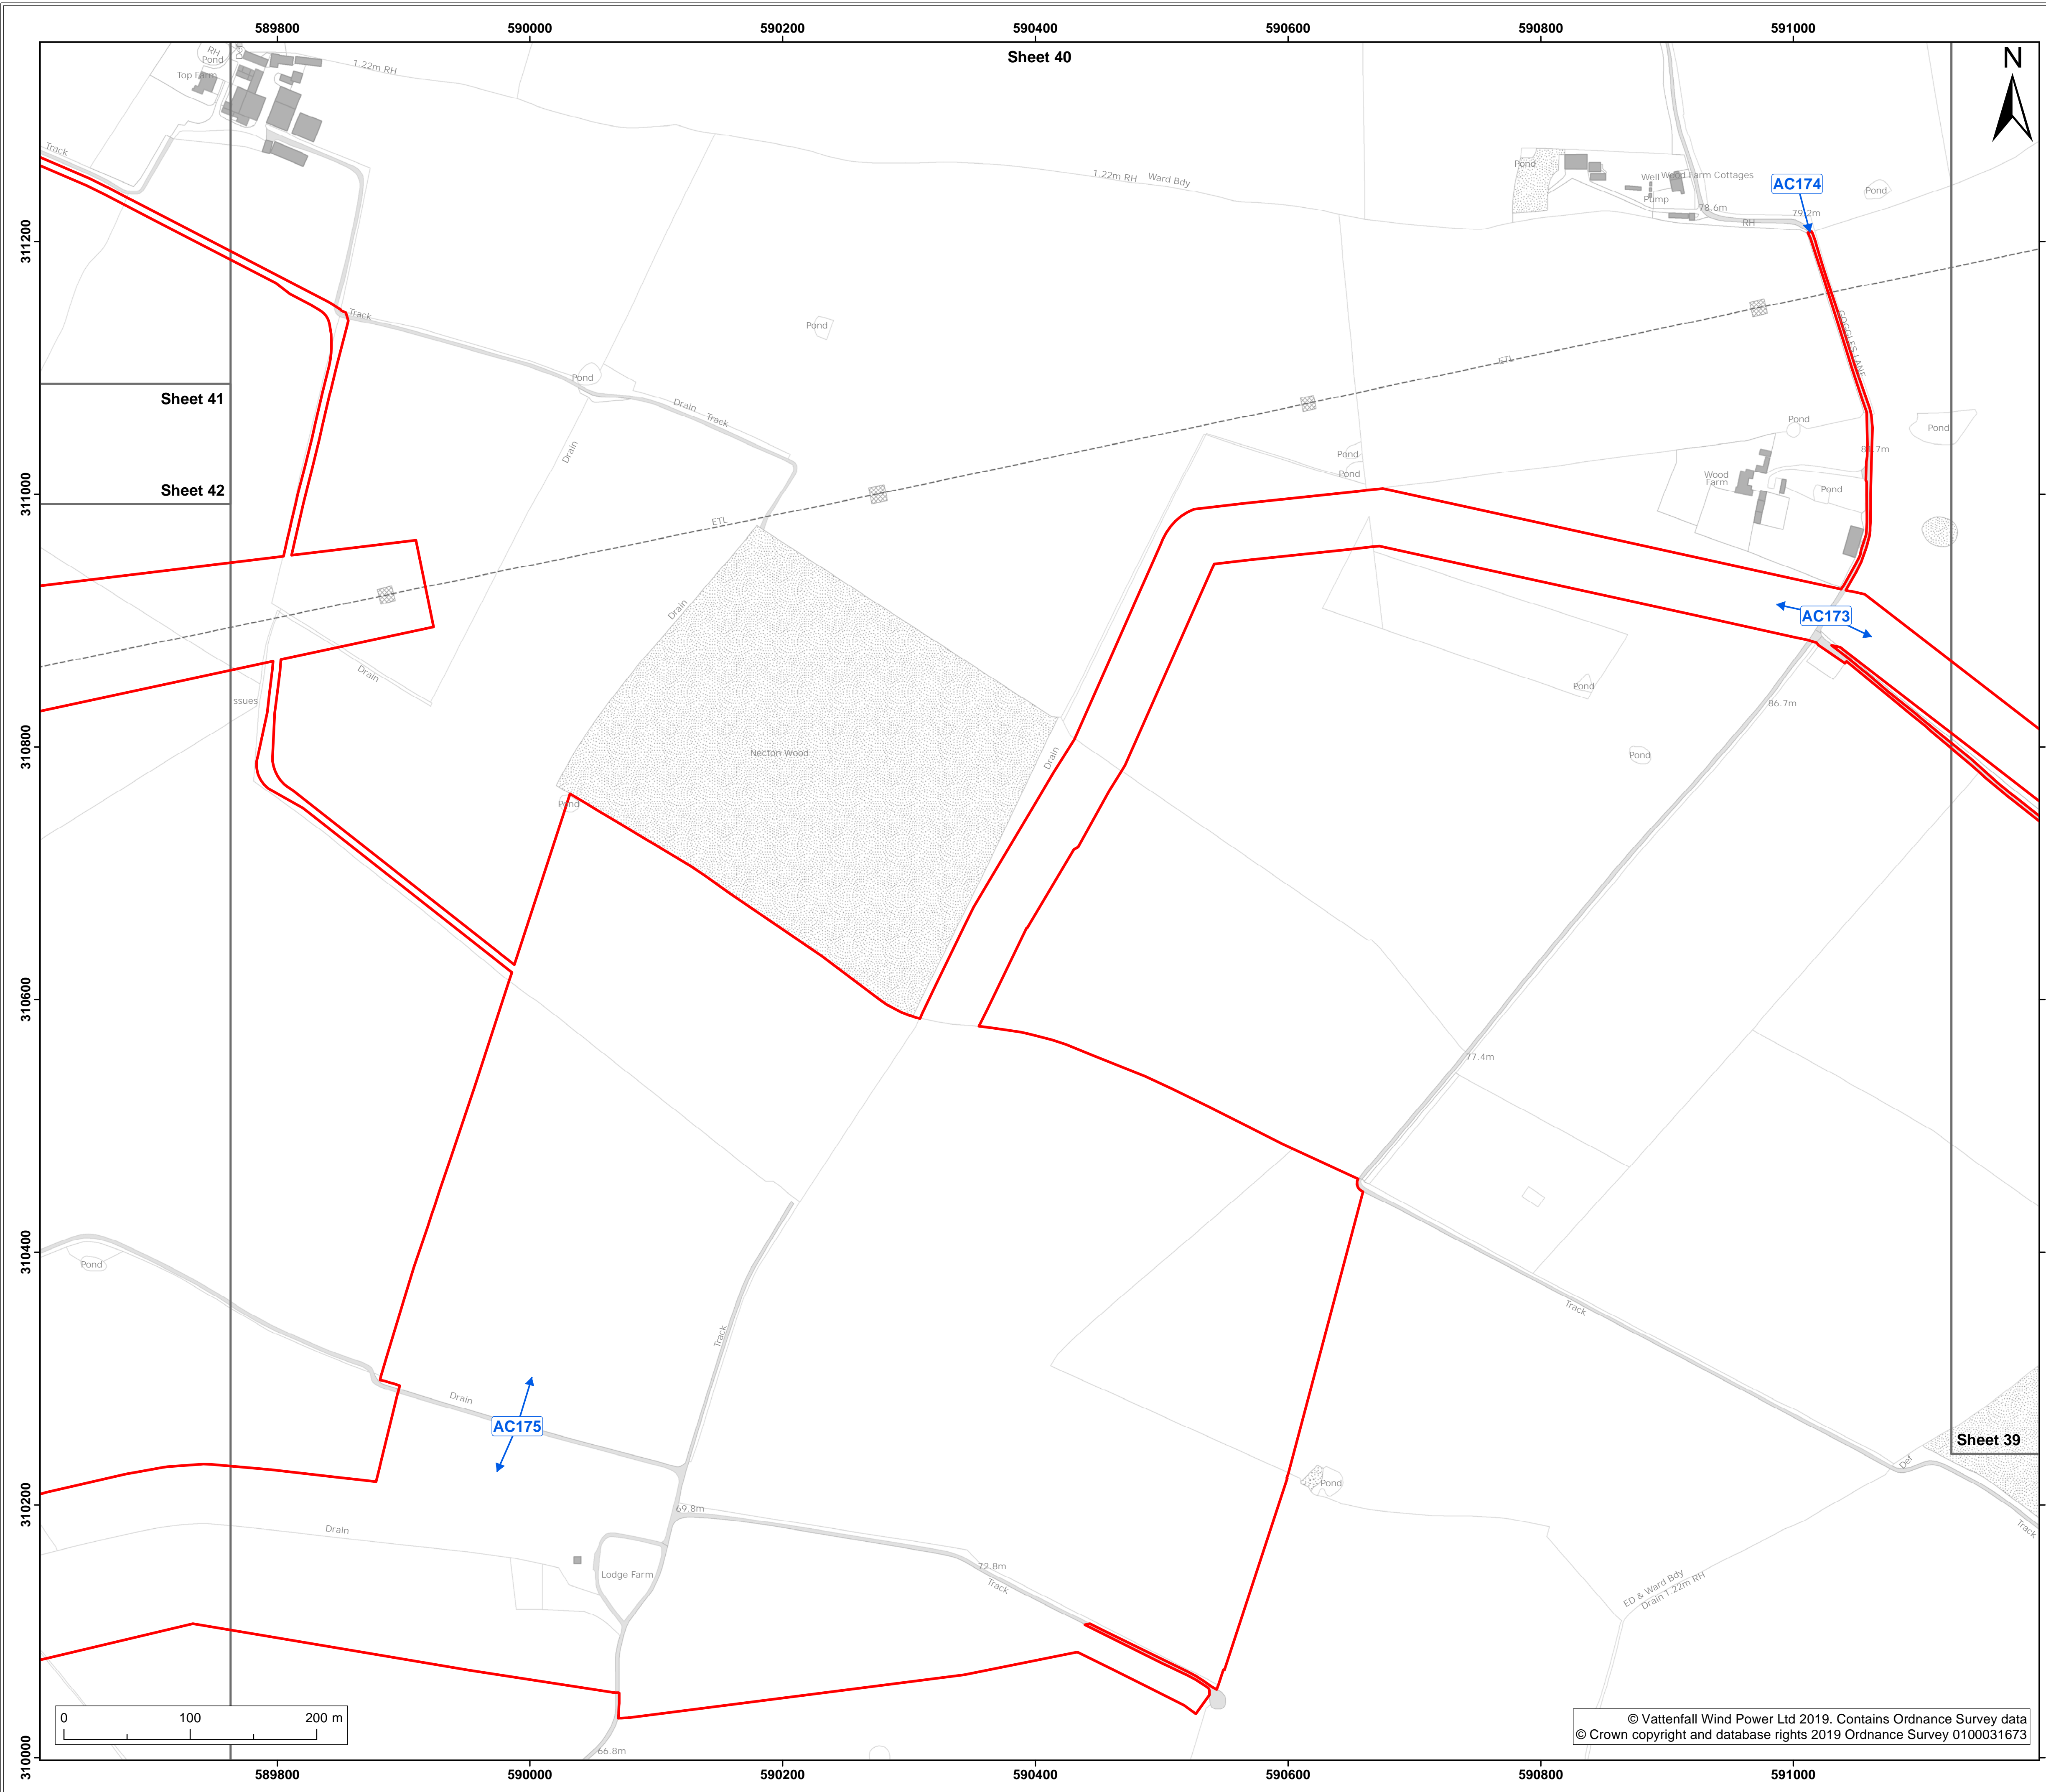 589800 590000 590200 590400 590600 590800 591000
Sheet 40
N
RH
Pond
Top Farm
1.22m RH
Track
1.22m RH Ward Bdy
Pond
Well Wood Farm Cottages
Pump
78.6m
79.2m
RH
AC174
Pond
311200
Track
Pond
GOGGLES LANE
ETL
Pond
Sheet 41
Drain Track
Drain
Pond
Pond
Pond
Pond
Wood
Farm
Pond
311000
Sheet 42
ETL
Drain
AC173
Drain
ssues
Pond
86.7m
310800
Necton Wood
Drain
Pond
Pond
310600
77.4m
310400
Pond
Track
Track
Drain
AC175
Sheet 39
Def
Pond
310200
69.8m
Track
Drain
72.8m
Track
Lodge Farm
ED & Ward Bdy
Drain 1.22m RH
0 100 200 m
66.8m
© Vattenfall Wind Power Ltd 2019. Contains Ordnance Survey data
© Crown copyright and database rights 2019 Ordnance Survey 0100031673
310000
589800 590000 590200 590400 590600 590800 591000